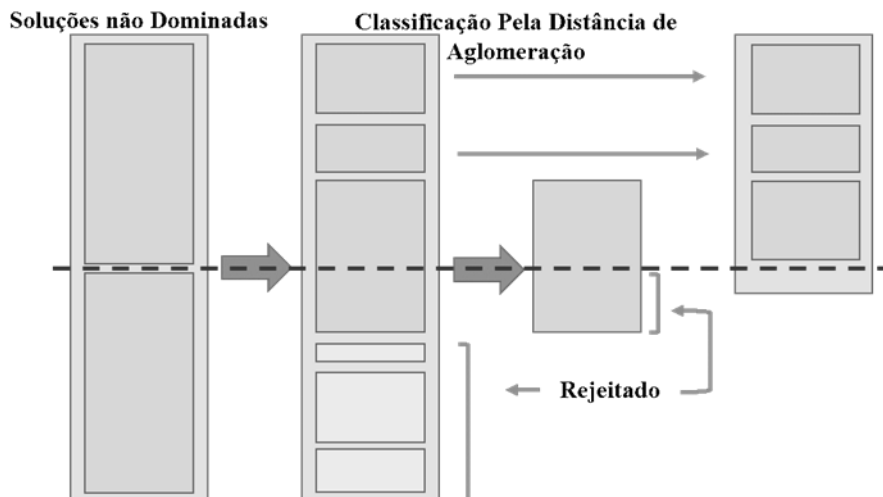 Soluções não Dominadas
Classificação Pela Distância de
Aglomeração
Rejeitado